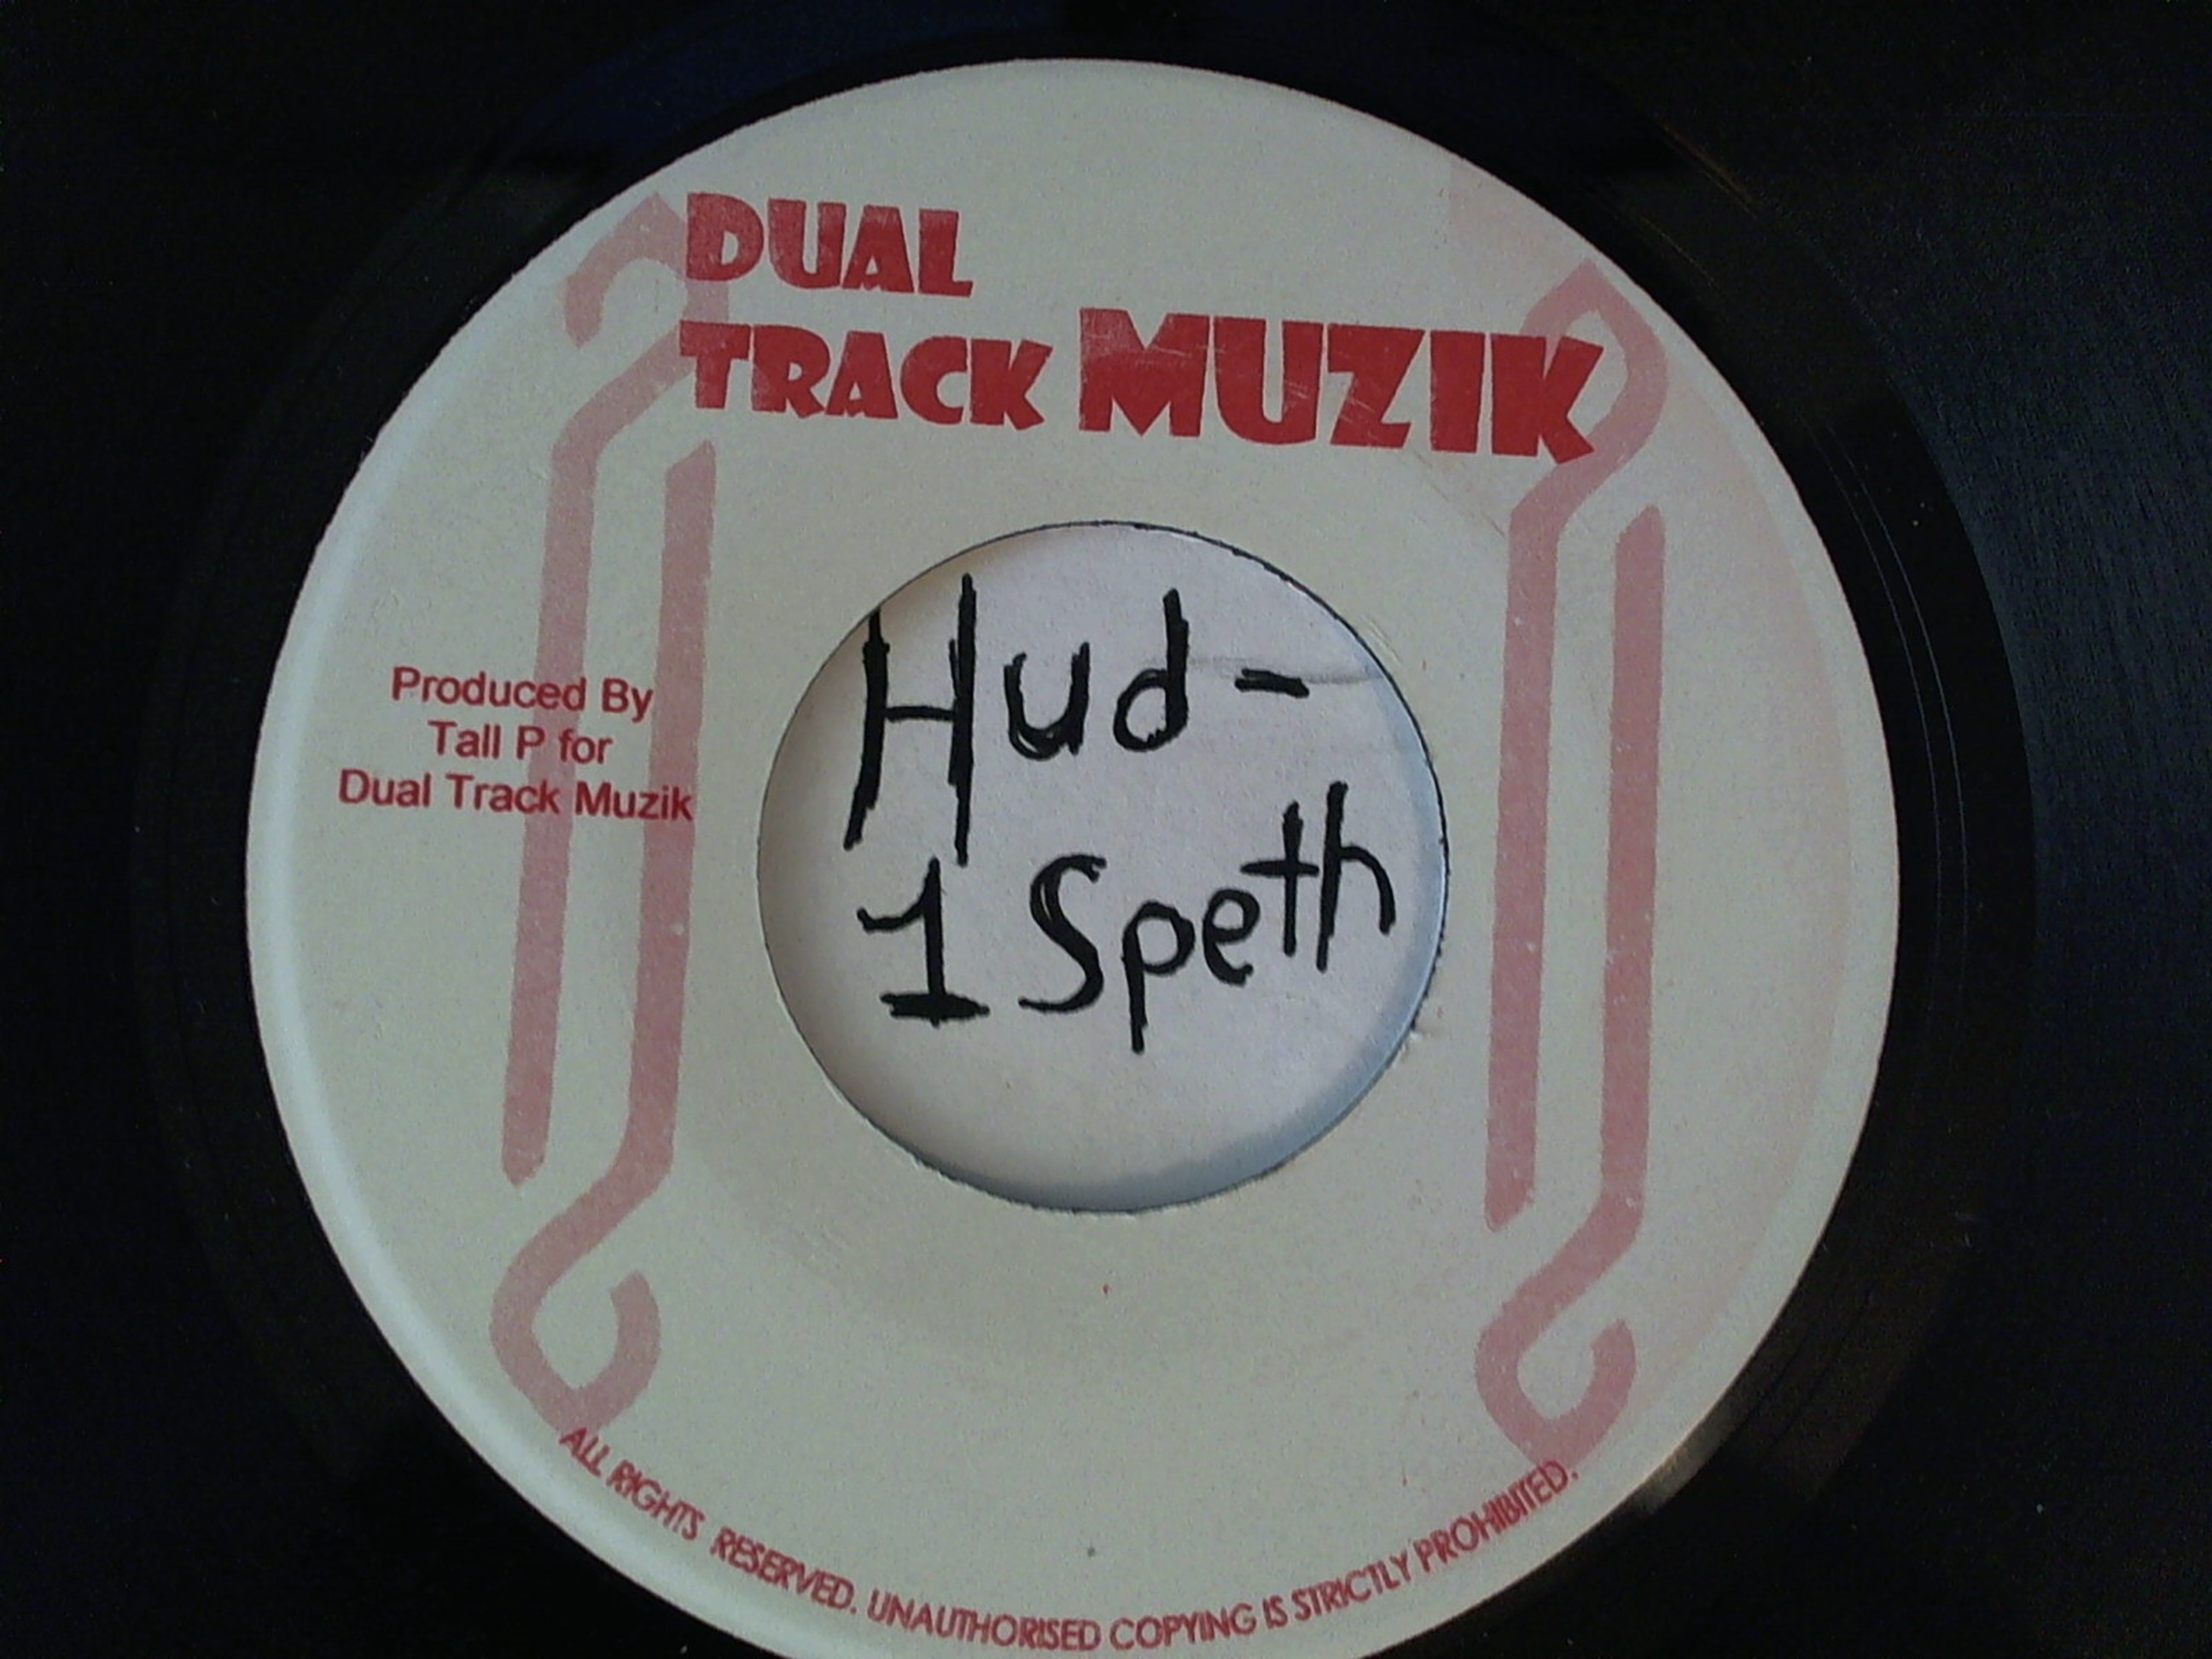 DUAL
TRACK MUZIK
Produced By
Tall P for
Dual Track Muzik
Hud-
1 Speth
ALL RIGHTS RESERVED. UNAUTHORISED COPYING IS STRICTLY PROHIBITED.